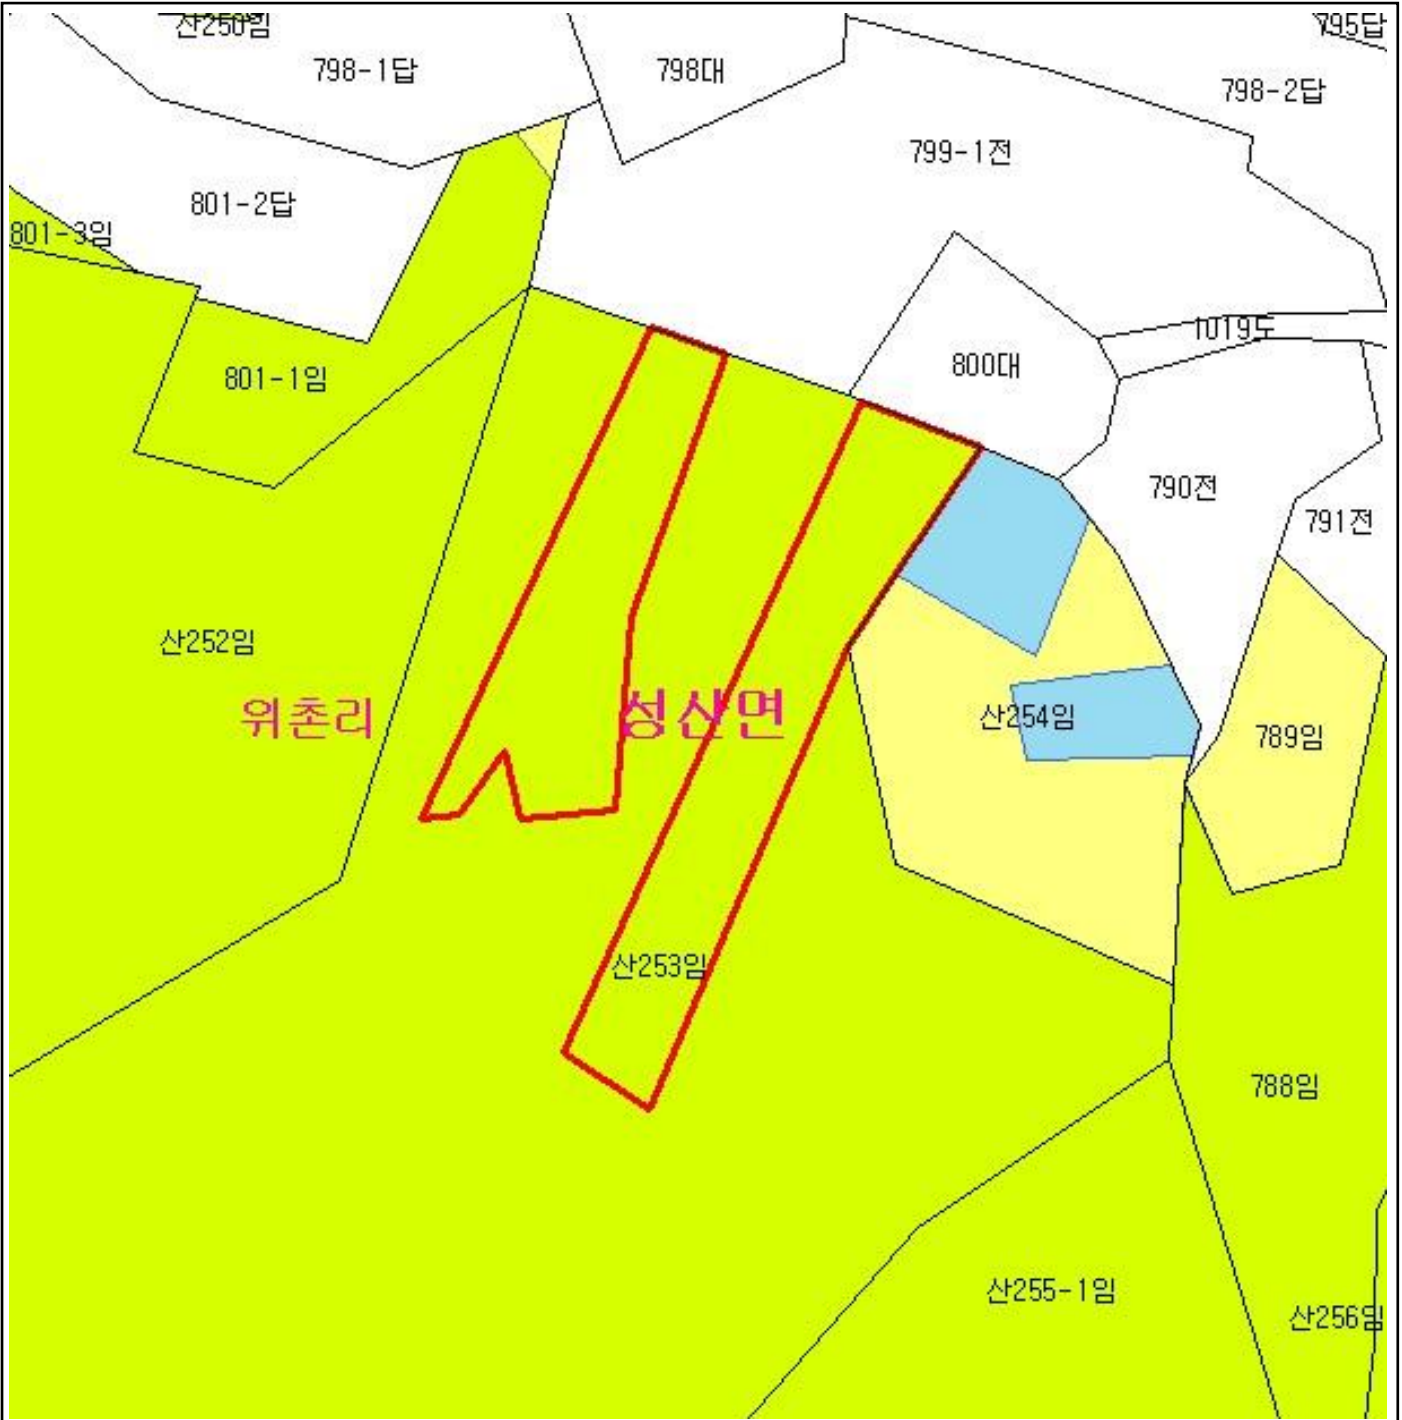 산250임
795답
798-1답
798대
798-2답
799-1전
801-2답
801-3임
1019도
800대
801-1임
790전
791전
산252임
위촌리
성산면
산254임
789임
산253임
788임
산255-1임
산256임